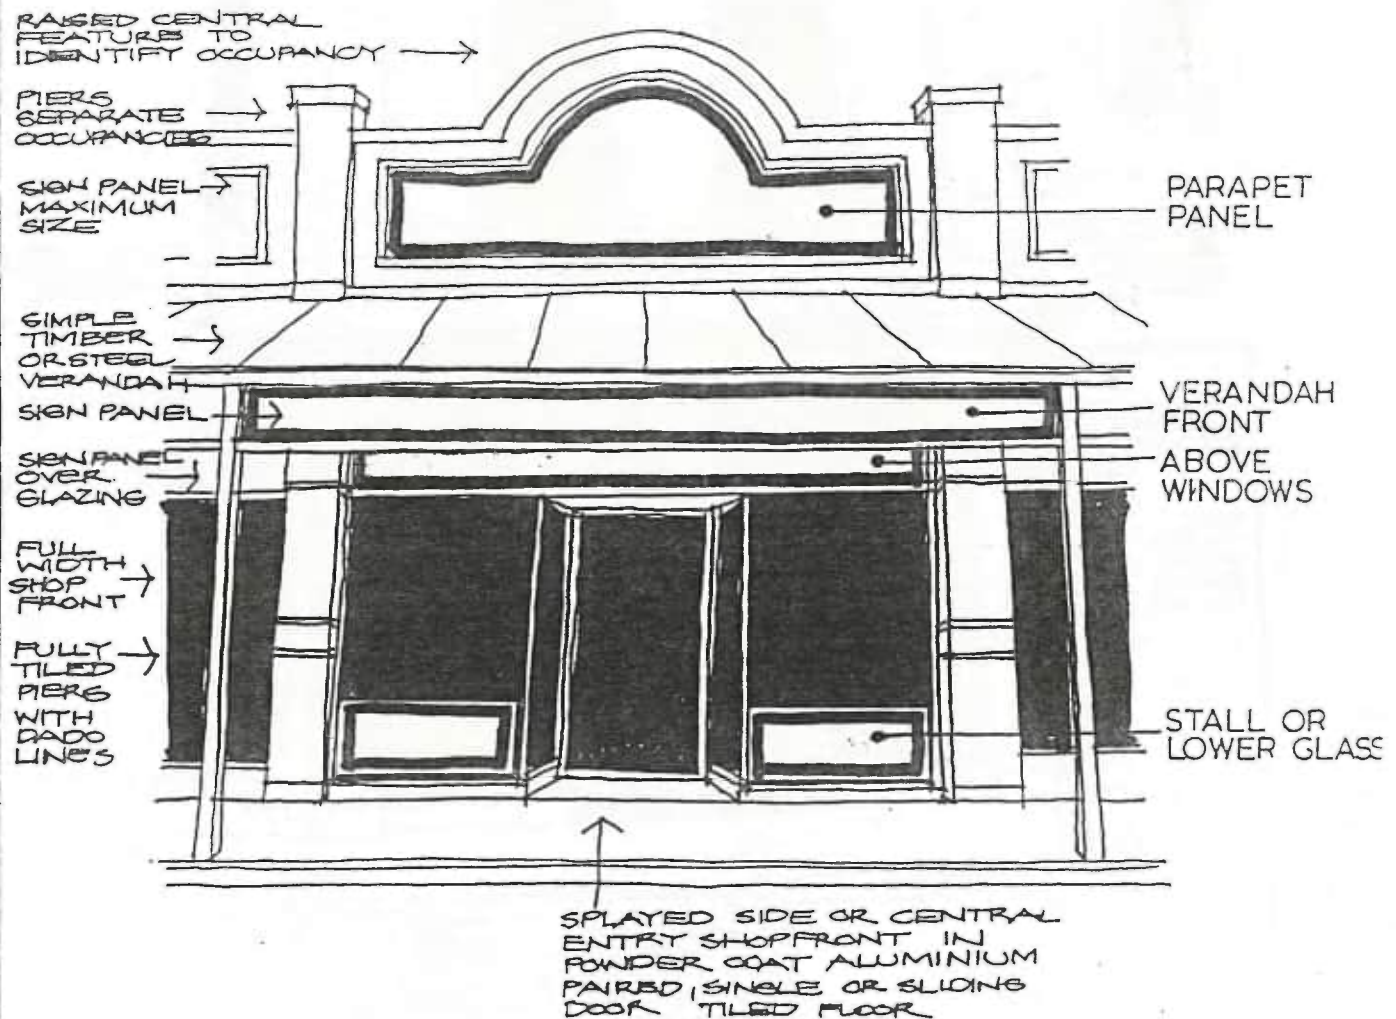 RAISED CENTRAL
FEATURE TO
IDENTIFY OCCUPANCY
PIERS
SEPARATE
OCCUPANCIES
SIGN PANEL
MAXIMUM
SIZE
SIMPLE
TIMBER
OR STEEL
VERANDAH
SIGN PANEL
SIGN PANEL
OVER
GLAZING
FULL
WIDTH
SHOP
FRONT
FULLY
TILED
PIERS
WITH
DADO
LINES
PARAPET
PANEL
VERANDAH
FRONT
ABOVE
WINDOWS
STALL OR
LOWER GLASS
SPLAYED SIDE OR CENTRAL
ENTRY SHOPFRONT IN
POWDER COAT ALUMINIUM
PAIRED, SINGLE OR SLIDING
DOOR TILED FLOOR